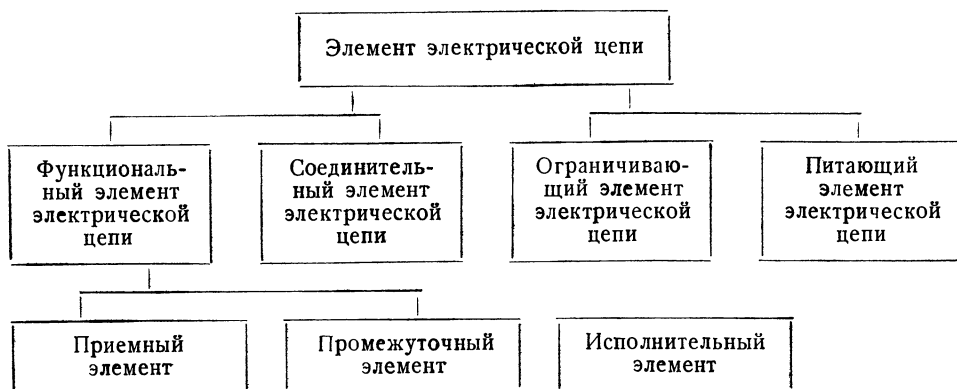 Элемент электрической цепи
Функциональ-
ный элемент
электрической
цепи
Соединитель-
ный элемент
электрической
цепи
Ограничиваю-
щий элемент
электрической
цепи
Питающий
элемент
электрической
цепи
Приемный
элемент
Промежуточный
элемент
Исполнительный
элемент